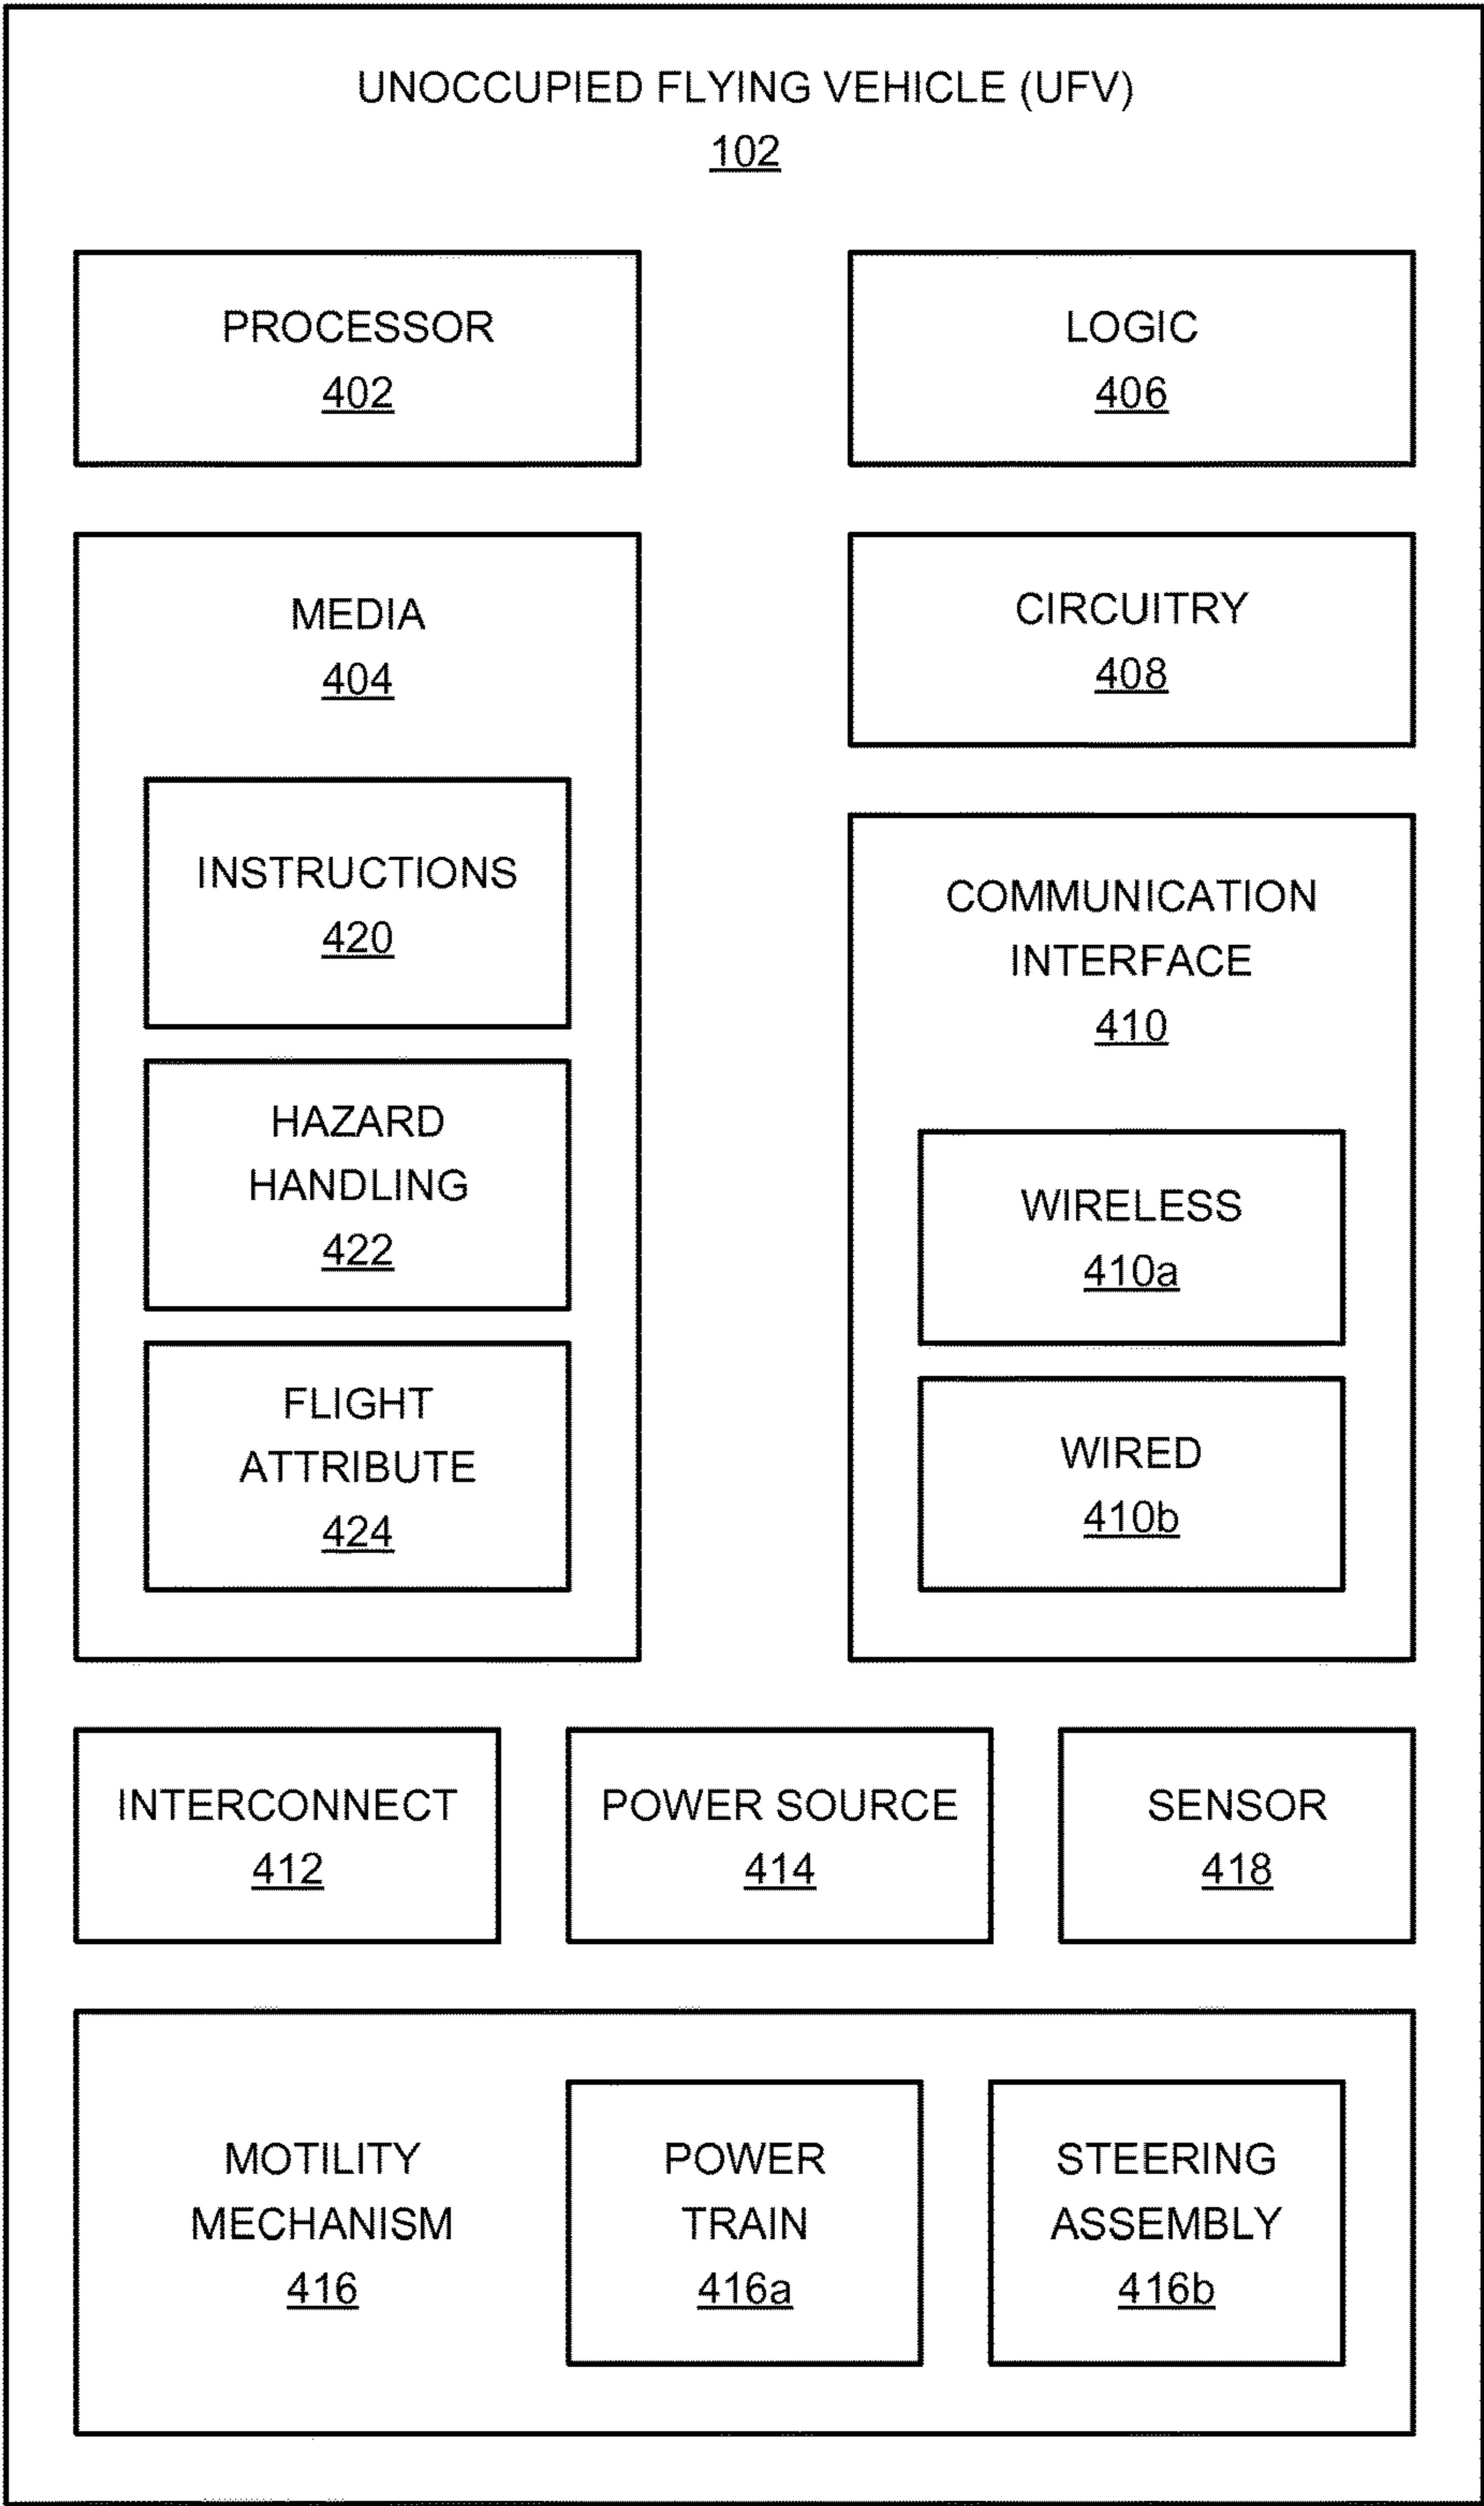 UNOCCUPIED FLYING VEHICLE (UFV)
102
PROCESSOR
402
LOGIC
406
MEDIA
404
INSTRUCTIONS
420
HAZARD
HANDLING
422
FLIGHT
ATTRIBUTE
424
CIRCUITRY
408
COMMUNICATION
INTERFACE
410
WIRELESS
410a
WIRED
410b
INTERCONNECT
412
POWER SOURCE
414
SENSOR
418
MOTILITY
MECHANISM
416
POWER
TRAIN
416a
STEERING
ASSEMBLY
416b